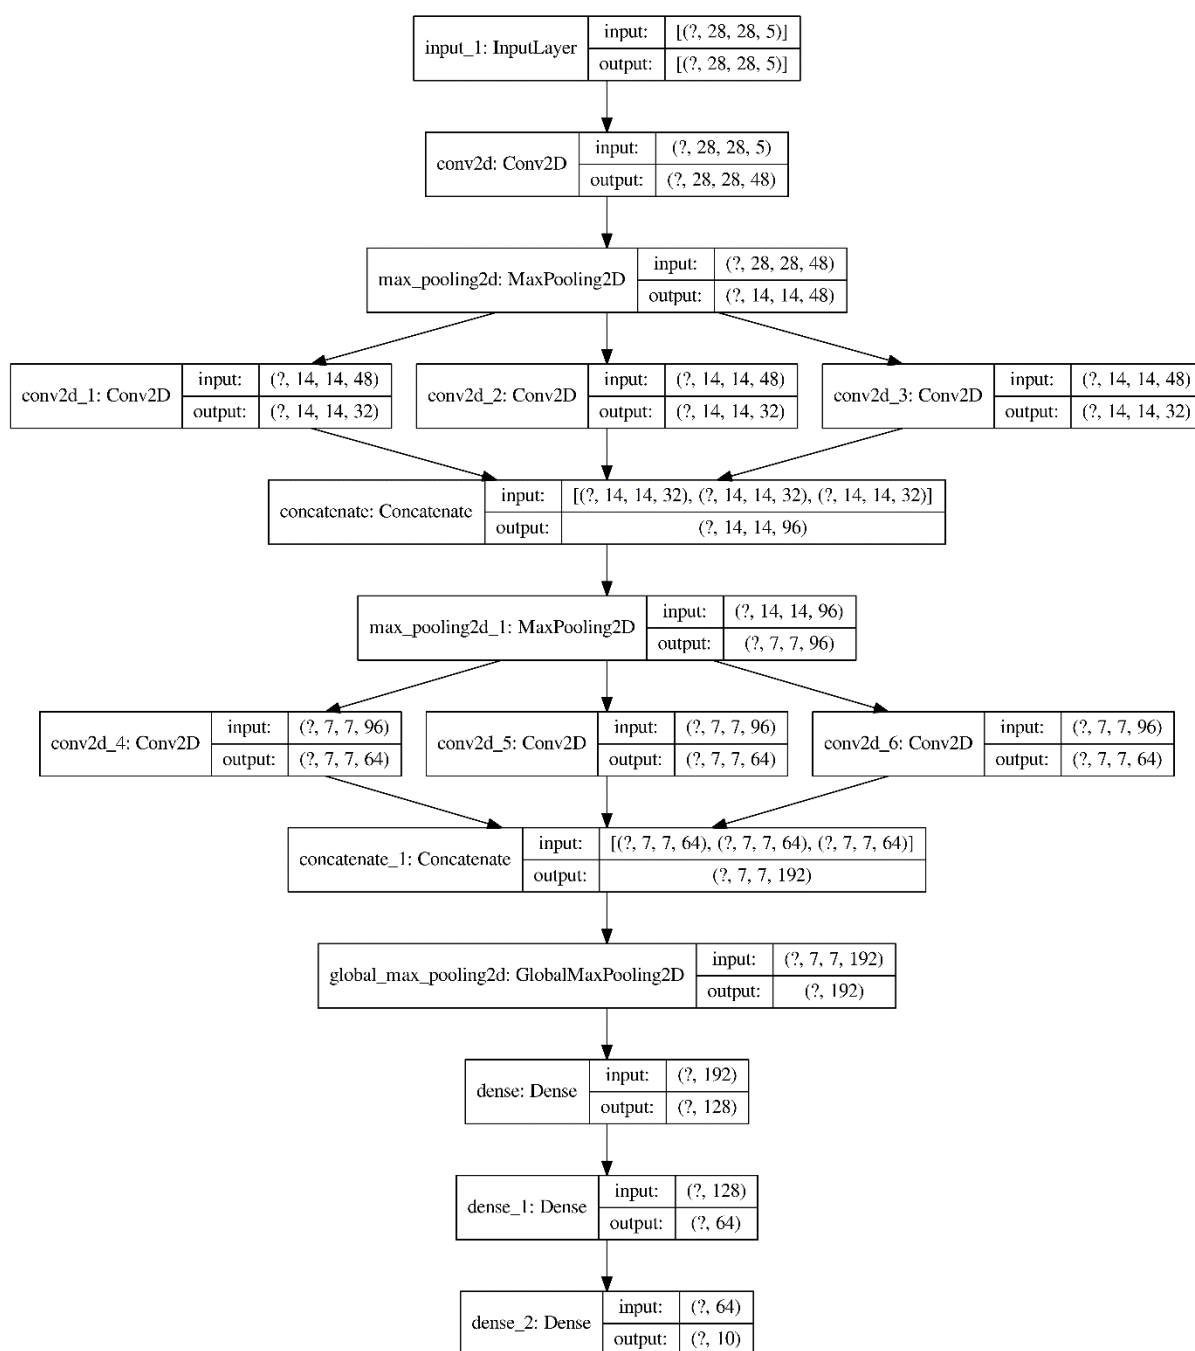 input_1: InputLayer
input: [(?, 28, 28, 5)]
output: [(?, 28, 28, 5)]
conv2d: Conv2D
input: (?, 28, 28, 5)
output: (?, 28, 28, 48)
max_pooling2d: MaxPooling2D
input: (?, 28, 28, 48)
output: (?, 14, 14, 48)
conv2d_1: Conv2D
input: (?, 14, 14, 48)
output: (?, 14, 14, 32)
conv2d_2: Conv2D
input: (?, 14, 14, 48)
output: (?, 14, 14, 32)
conv2d_3: Conv2D
input: (?, 14, 14, 48)
output: (?, 14, 14, 32)
concatenate: Concatenate
input: [(?, 14, 14, 32), (?, 14, 14, 32), (?, 14, 14, 32)]
output: (?, 14, 14, 96)
max_pooling2d_1: MaxPooling2D
input: (?, 14, 14, 96)
output: (?, 7, 7, 96)
conv2d_4: Conv2D
input: (?, 7, 7, 96)
output: (?, 7, 7, 64)
conv2d_5: Conv2D
input: (?, 7, 7, 96)
output: (?, 7, 7, 64)
conv2d_6: Conv2D
input: (?, 7, 7, 96)
output: (?, 7, 7, 64)
concatenate_1: Concatenate
input: [(?, 7, 7, 64), (?, 7, 7, 64), (?, 7, 7, 64)]
output: (?, 7, 7, 192)
global_max_pooling2d: GlobalMaxPooling2D
input: (?, 7, 7, 192)
output: (?, 192)
dense: Dense
input: (?, 192)
output: (?, 128)
dense_1: Dense
input: (?, 128)
output: (?, 64)
dense_2: Dense
input: (?, 64)
output: (?, 10)